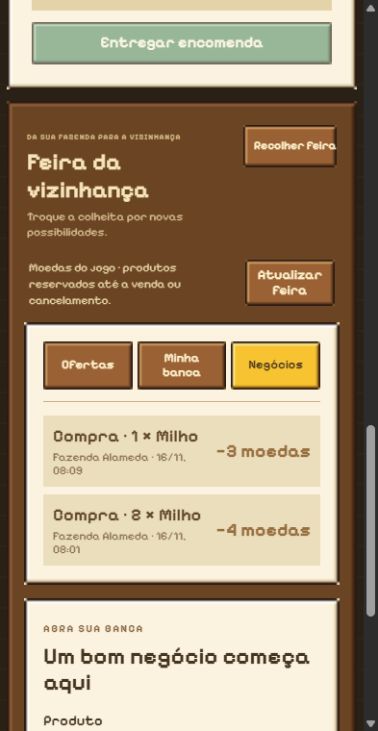 Entregar encomenda
DA SUA FAZENDA PARA A VIZINHANÇA
Feira da
vizinhança
Troque a colheita por novas
possibilidades.
Recolher feira
Moedas do jogo · produtos
reservados até a venda ou
cancelamento.
Atualizar
feira
Ofertas
Minha
banca
Negócios
Compra · 1 × Milho
Fazenda Alameda · 16/11,
08:09
-3 moedas
Compra · 2 × Milho
Fazenda Alameda · 16/11,
08:01
-4 moedas
ABRA SUA BANCA
Um bom negócio começa
aqui
Produto